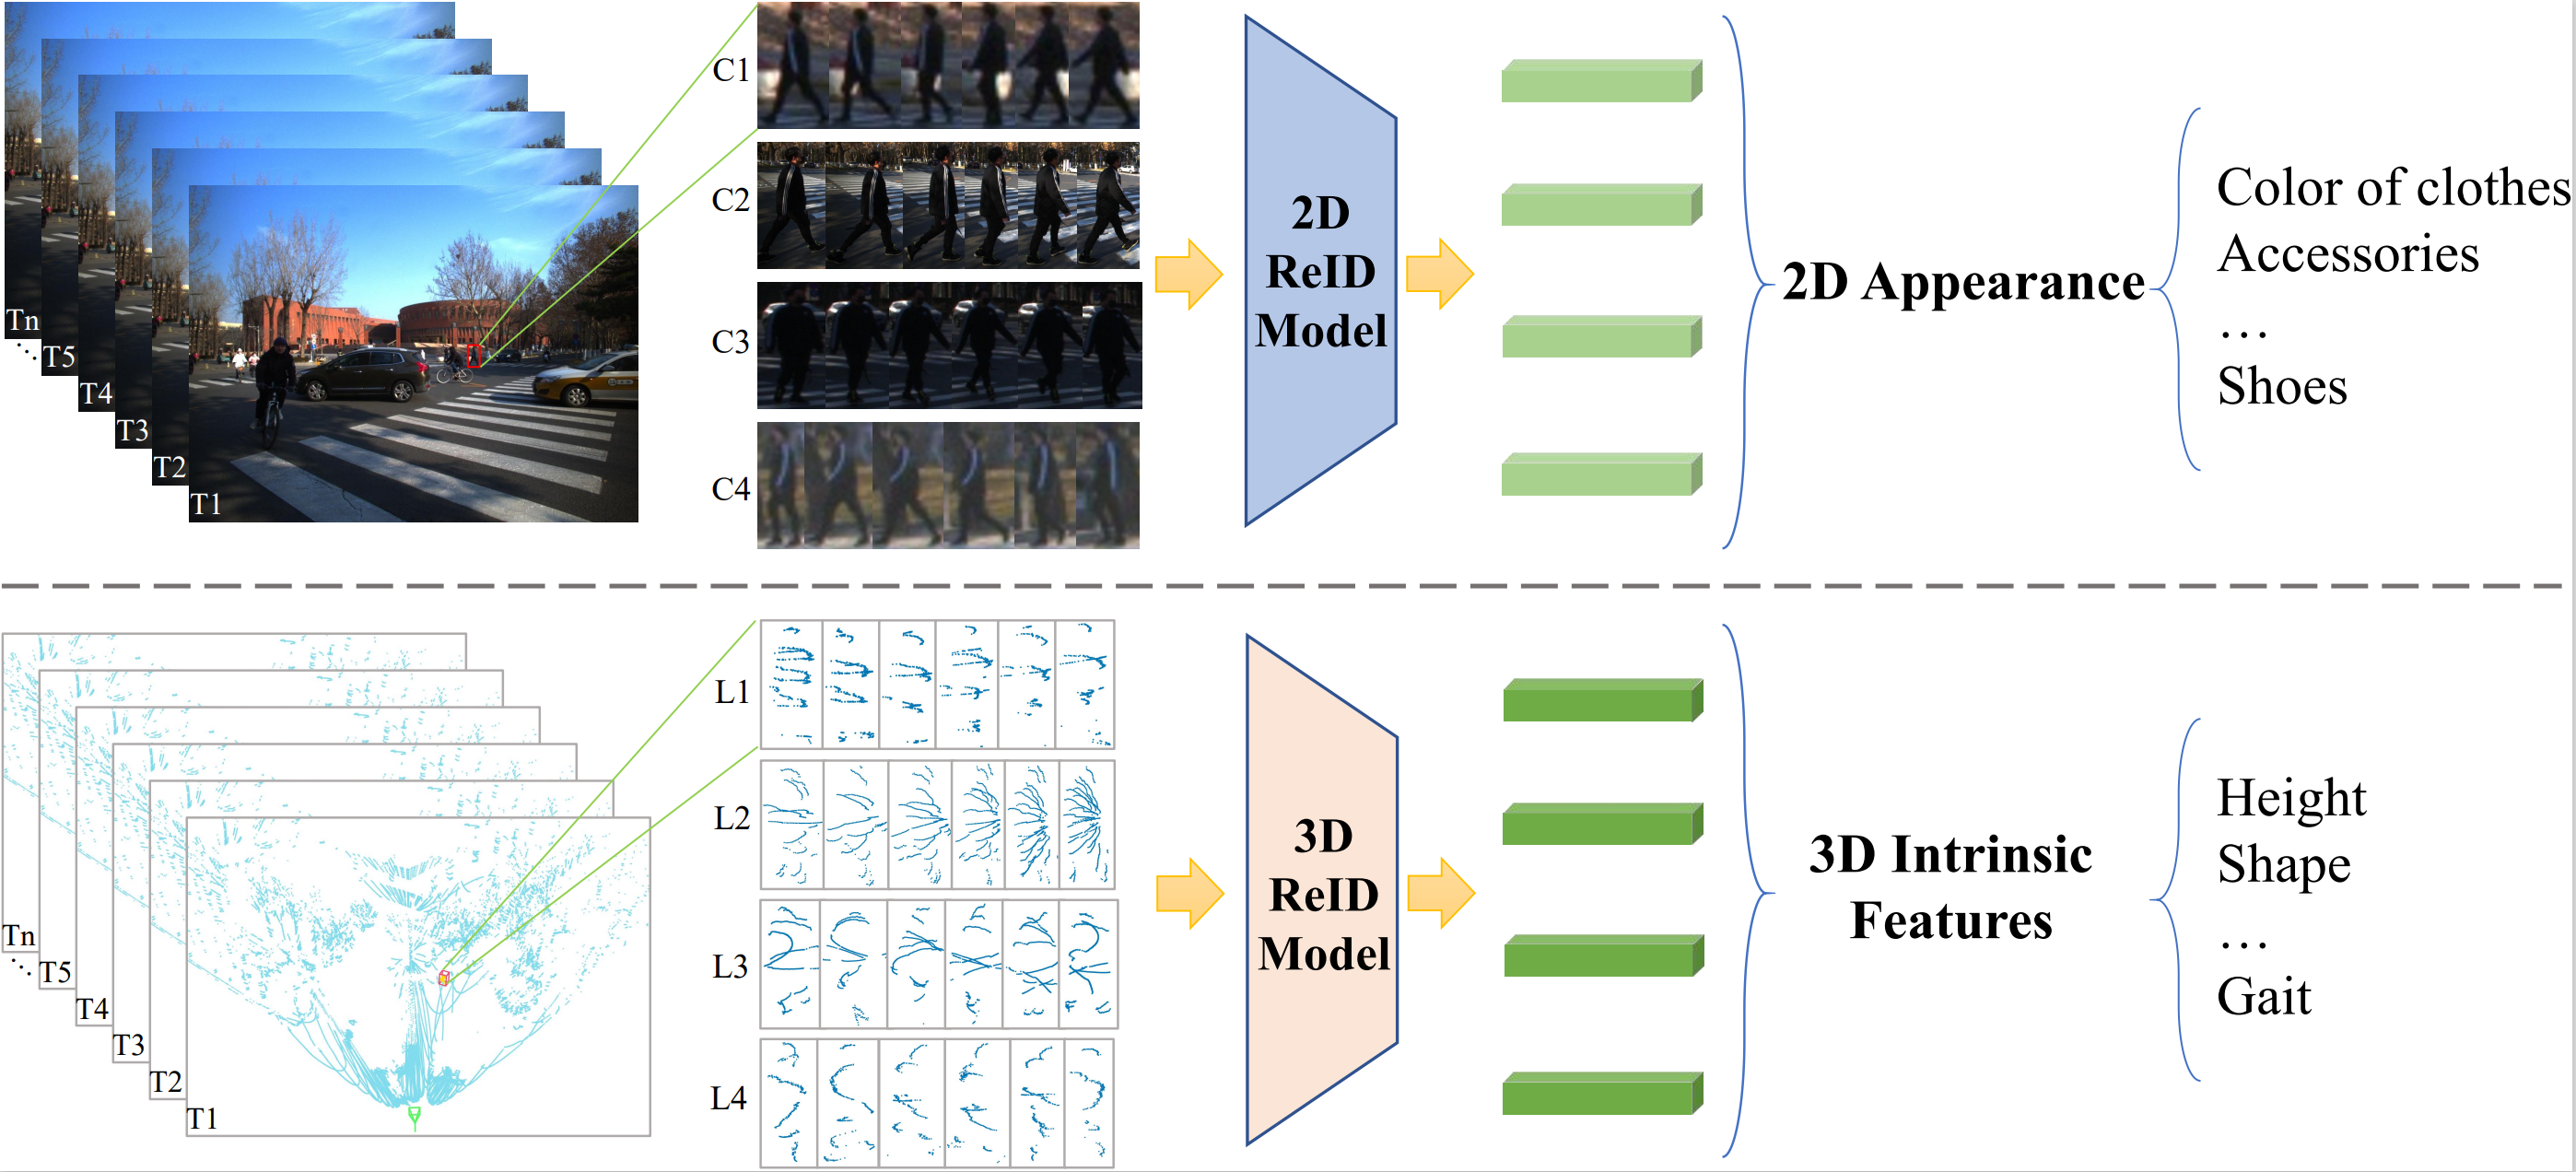 Tn
⋱
T5
T4
T3
T2
T1
C1
C2
C3
C4
2D
ReID
Model
2D Appearance
Color of clothes
Accessories
…
Shoes
Tn
⋱
T5
T4
T3
T2
T1
L1
L2
L3
L4
3D
ReID
Model
3D Intrinsic
Features
Height
Shape
…
Gait